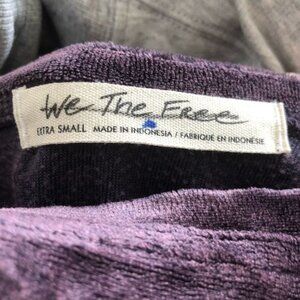 We The Free
EXTRA SMALL MADE IN INDONESIA / FABRIQUÉ EN INDONÉSIE